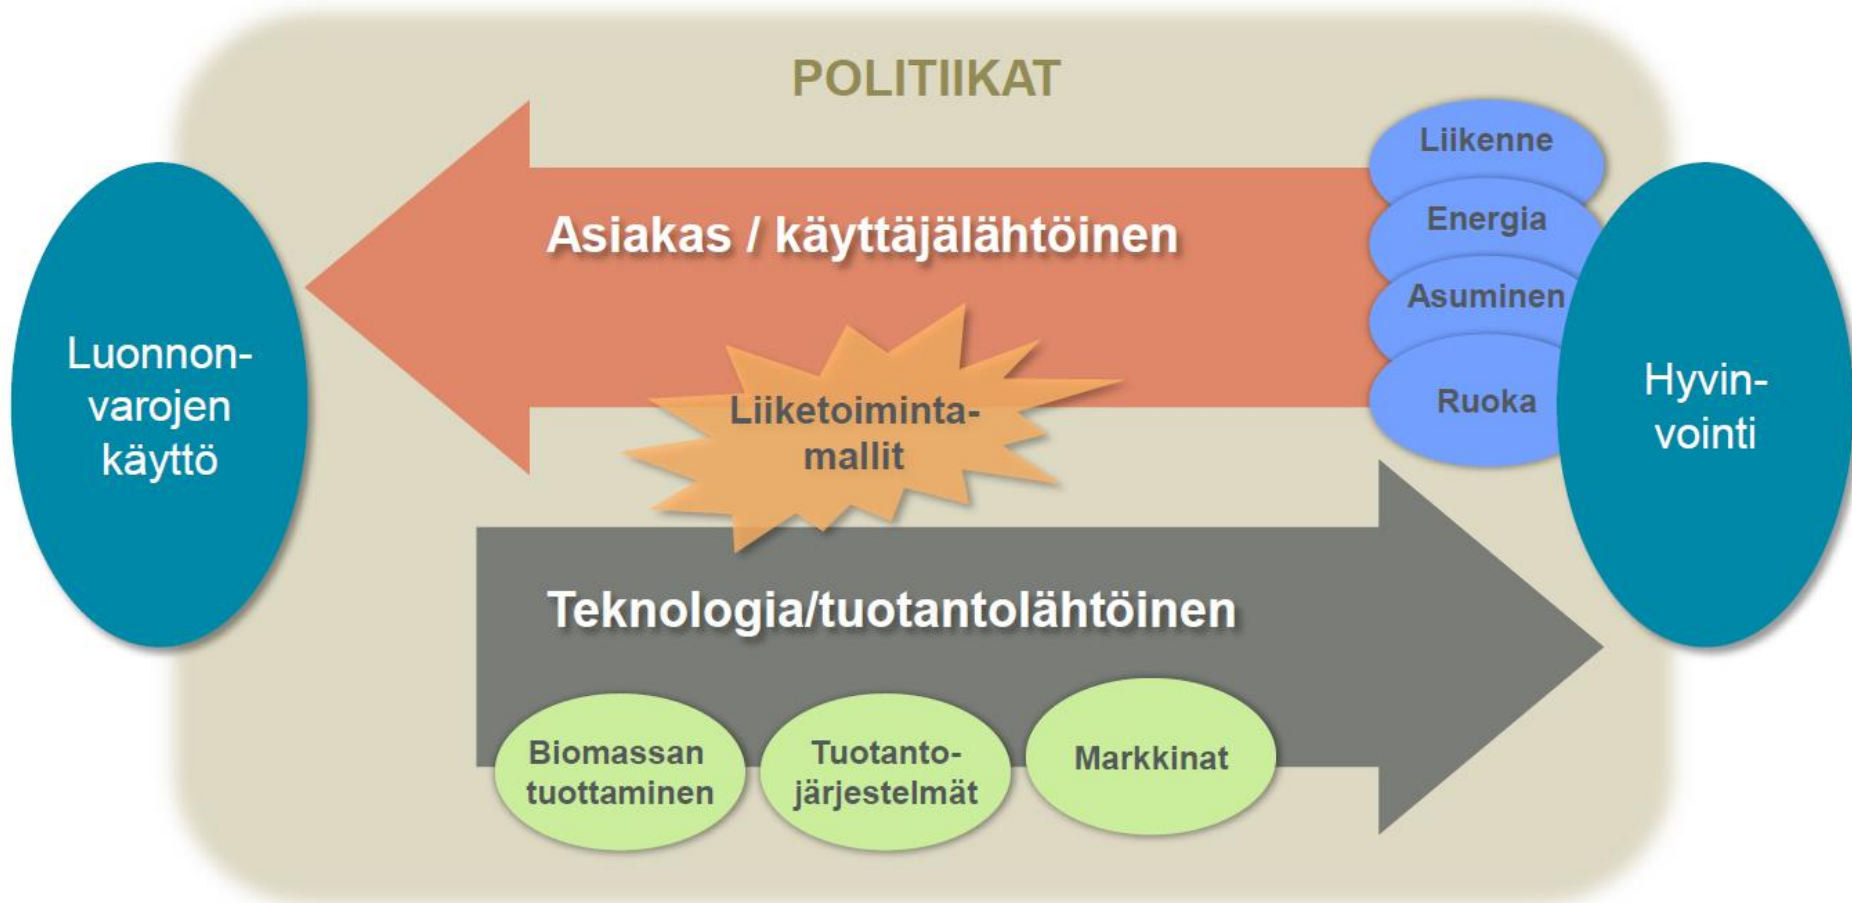 POLITIIKAT
Liikenne
Energia
Asuminen
Ruoka
Asiakas / käyttäjälähtöinen
Luonnon-
varojen
käyttö
Hyvin-
vointi
Liiketoiminta-
mallit
Teknologia/tuotantolähtöinen
Biomassan
tuottaminen
Tuotanto-
järjestelmät
Markkinat